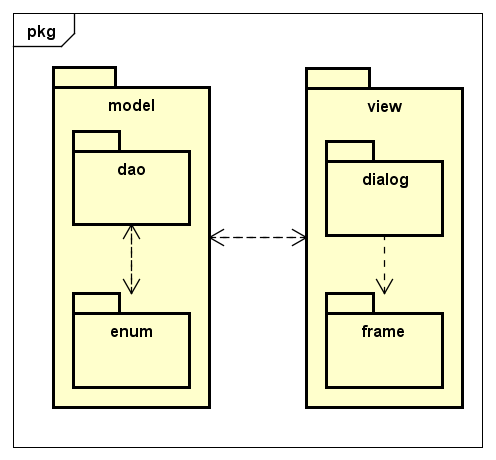 pkg
model
dao
enum
view
dialog
frame